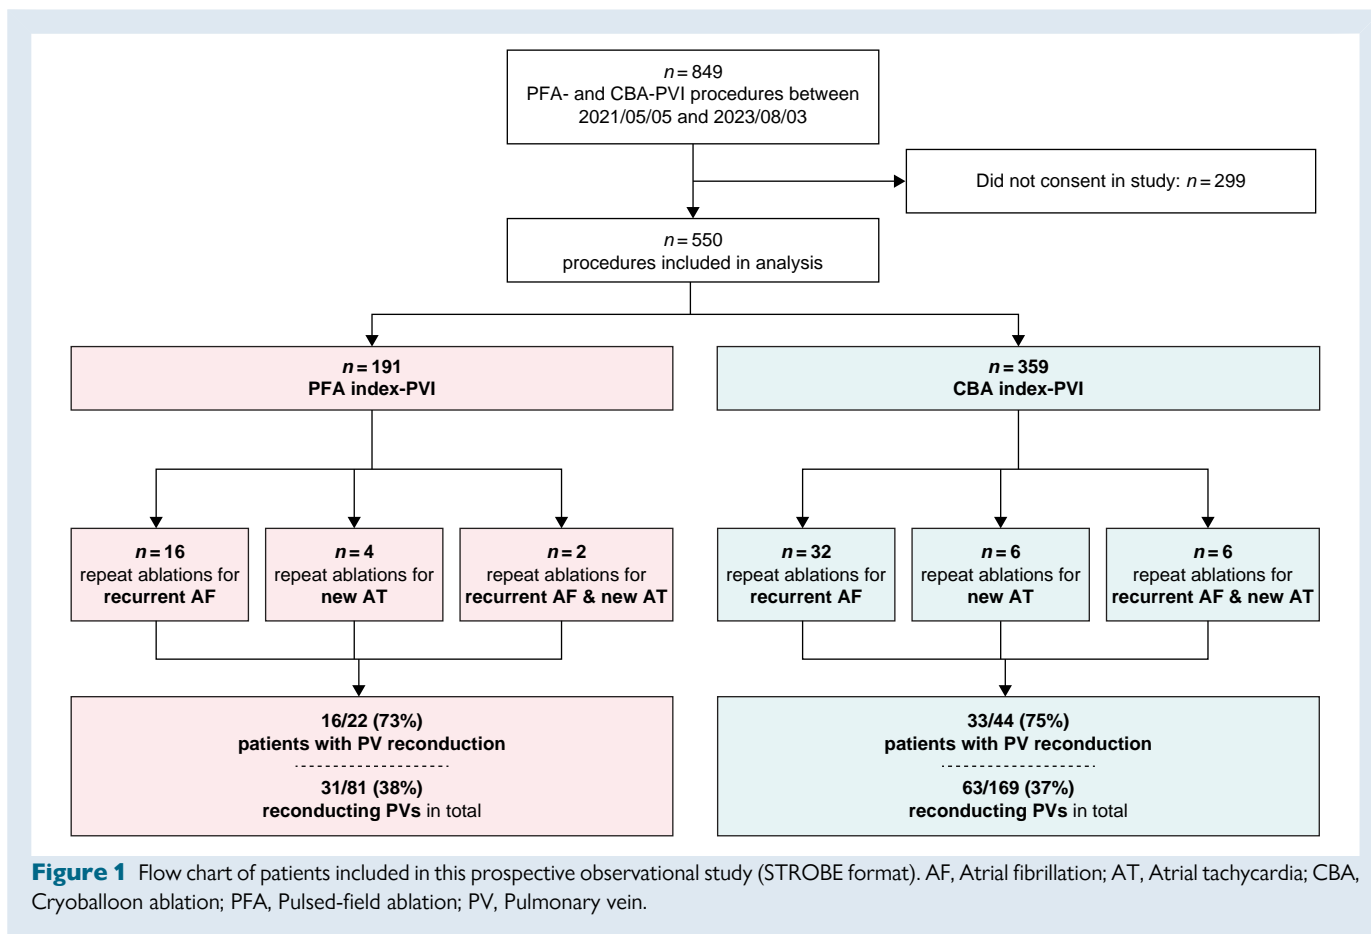 n = 849
PFA- and CBA-PVI procedures between
2021/05/05 and 2023/08/03
Did not consent in study: n = 299
n = 550
procedures included in analysis
n = 191
PFA index-PVI
n = 359
CBA index-PVI
n = 16
repeat ablations for
recurrent AF
n = 4
repeat ablations for
new AT
n = 2
repeat ablations for
recurrent AF & new AT
n = 32
repeat ablations for
recurrent AF
n = 6
repeat ablations for
new AT
n = 6
repeat ablations for
recurrent AF & new AT
16/22 (73%)
patients with PV reconduction
31/81 (38%)
reconducting PVs in total
33/44 (75%)
patients with PV reconduction
63/169 (37%)
reconducting PVs in total
Figure 1 Flow chart of patients included in this prospective observational study (STROBE format). AF, Atrial fibrillation; AT, Atrial tachycardia; CBA,
Cryoballoon ablation; PFA, Pulsed-field ablation; PV, Pulmonary vein.